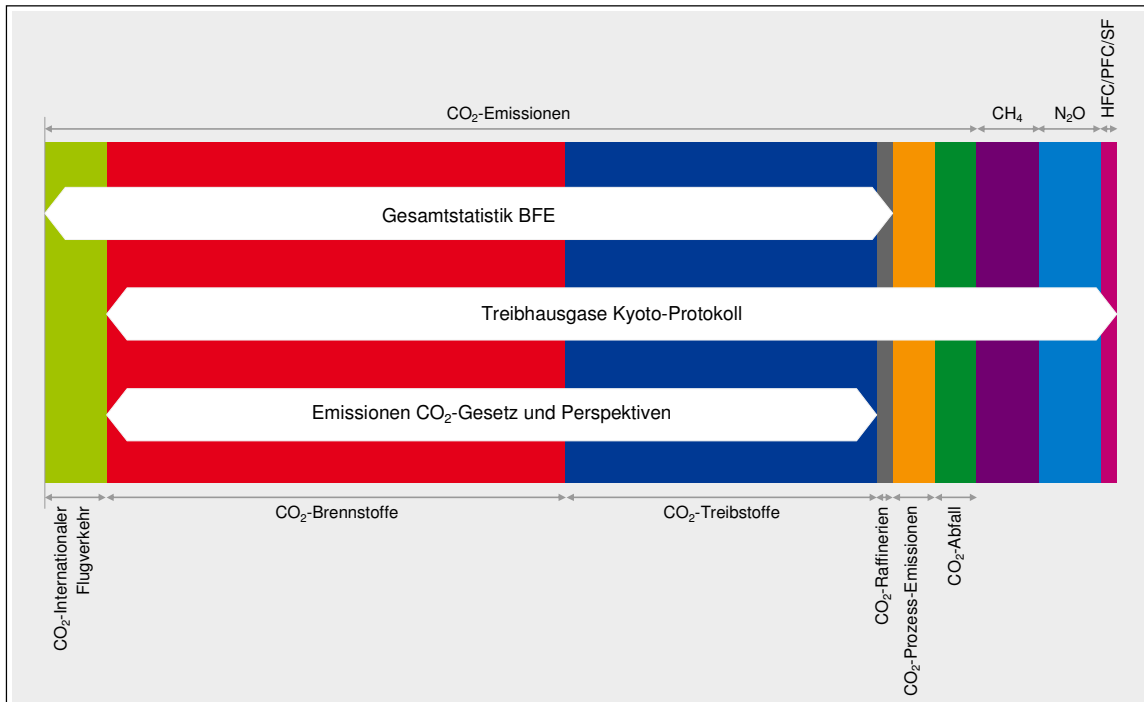 CO₂-Emissionen
CH₄
N₂O
HFC/PFC/SF
Gesamtstatistik BFE
Treibhausgase Kyoto-Protokoll
Emissionen CO₂-Gesetz und Perspektiven
CO₂-Internationaler
Flugverkehr
CO₂-Brennstoffe
CO₂-Treibstoffe
CO₂-Raffinerien
CO₂-Prozess-Emissionen
CO₂-Abfall